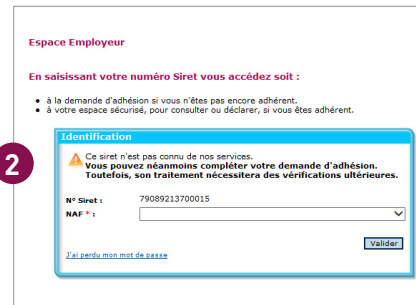 Espace Employeur
En saisissant votre numéro Siret vous accédez soit :
• à la demande d'adhésion si vous n'êtes pas encore adhérent.
• à votre espace sécurisé, pour consulter ou déclarer, si vous êtes adhérent.
2
Identification
Ce siret n'est pas connu de nos services.
Vous pouvez néanmoins compléter votre demande d'adhésion.
Toutefois, son traitement nécessitera des vérifications ultérieures.
N° Siret : 79089213700015
NAF * :
Valider
J'ai perdu mon mot de passe